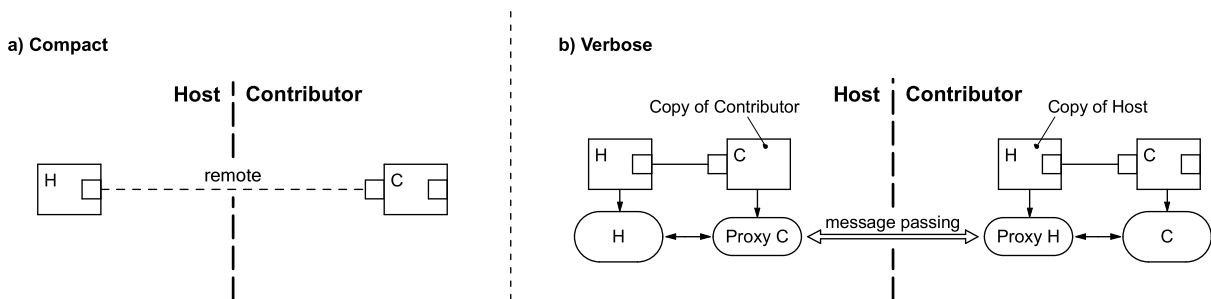 a) Compact
Host
Contributor
H
remote
C
b) Verbose
Host
Contributor
Copy of Contributor
Copy of Host
H
C
H
C
H
Proxy C
message passing
Proxy H
C